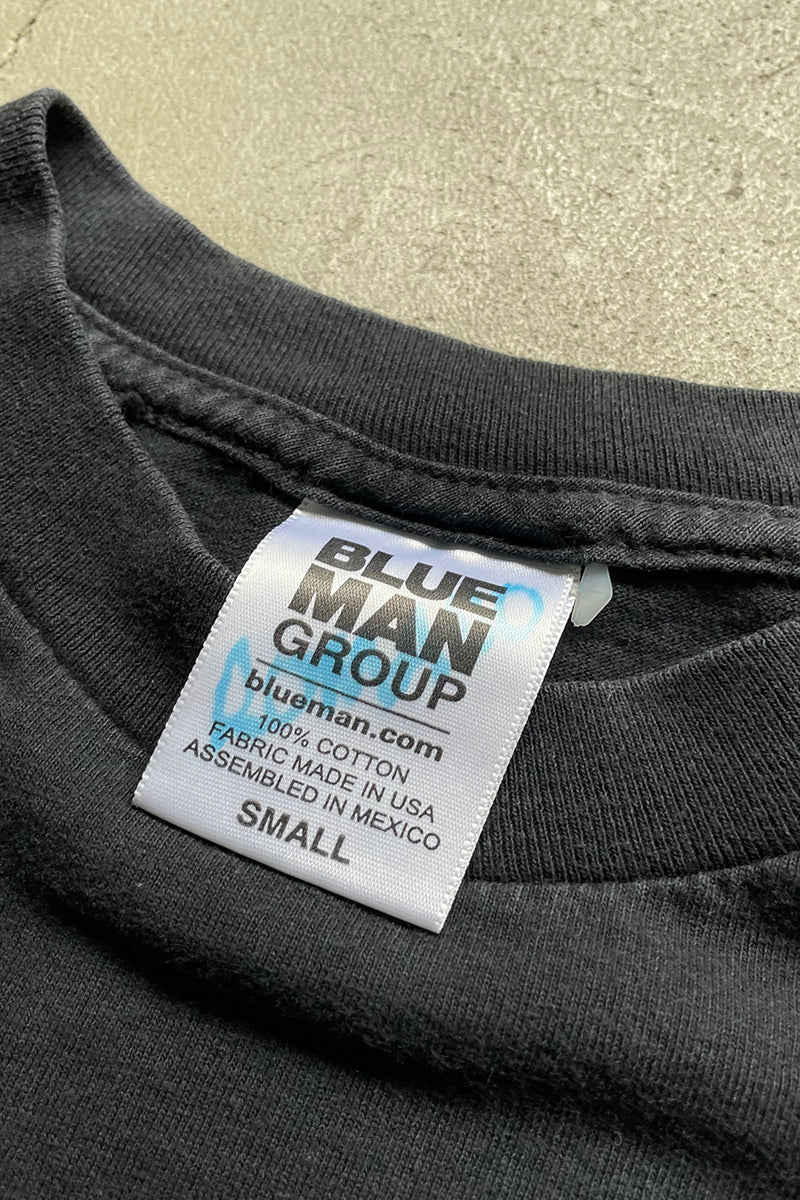 BLUE
MAN
GROUP
blueman.com
100% COTTON
FABRIC MADE IN USA
ASSEMBLED IN MEXICO
SMALL